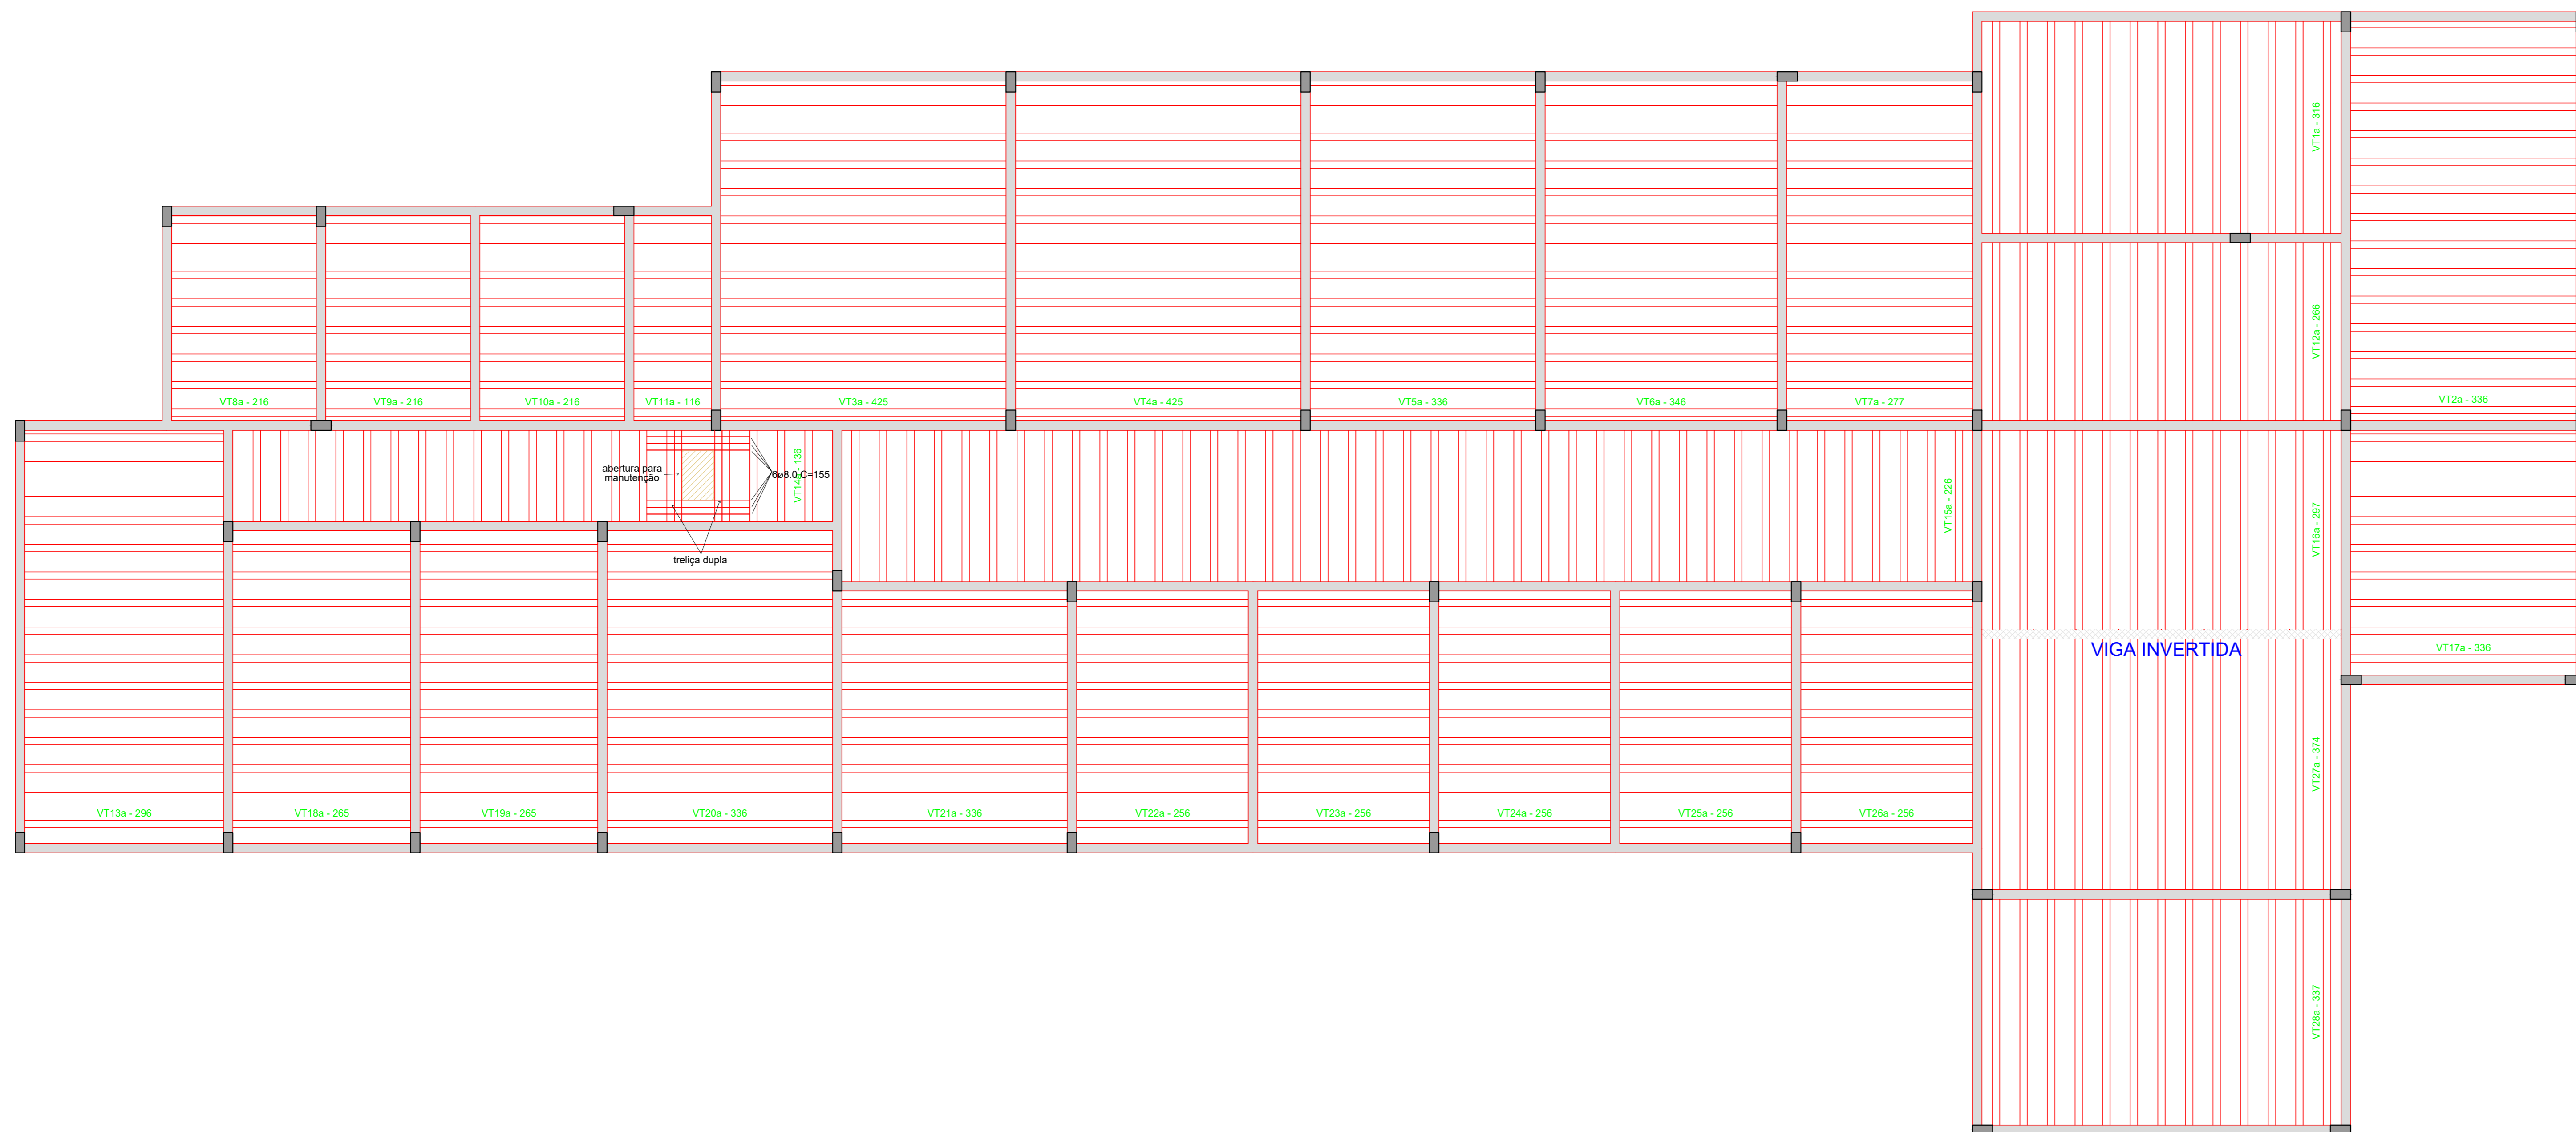 VT1a - 316
VT12a - 266
VT8a - 216
VT9a - 216
VT10a - 216
VT11a - 116
VT3a - 425
VT4a - 425
VT5a - 336
VT6a - 346
VT7a - 277
VT2a - 336
abertura para
manutenção
6ø8.0 C=155
VT14a - 136
treliça dupla
VT15a - 226
VT16a - 297
VIGA INVERTIDA
VT17a - 336
VT27a - 374
VT13a - 296
VT18a - 265
VT19a - 265
VT20a - 336
VT21a - 336
VT22a - 256
VT23a - 256
VT24a - 256
VT25a - 256
VT26a - 256
VT28a - 337